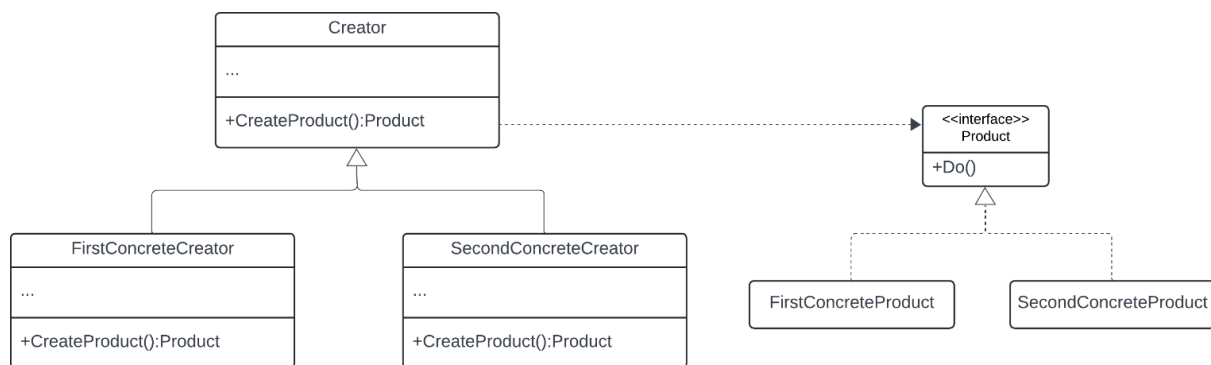 Creator
...
+CreateProduct():Product
<<interface>>
Product
+Do()
FirstConcreteCreator
...
+CreateProduct():Product
SecondConcreteCreator
...
+CreateProduct():Product
FirstConcreteProduct
SecondConcreteProduct